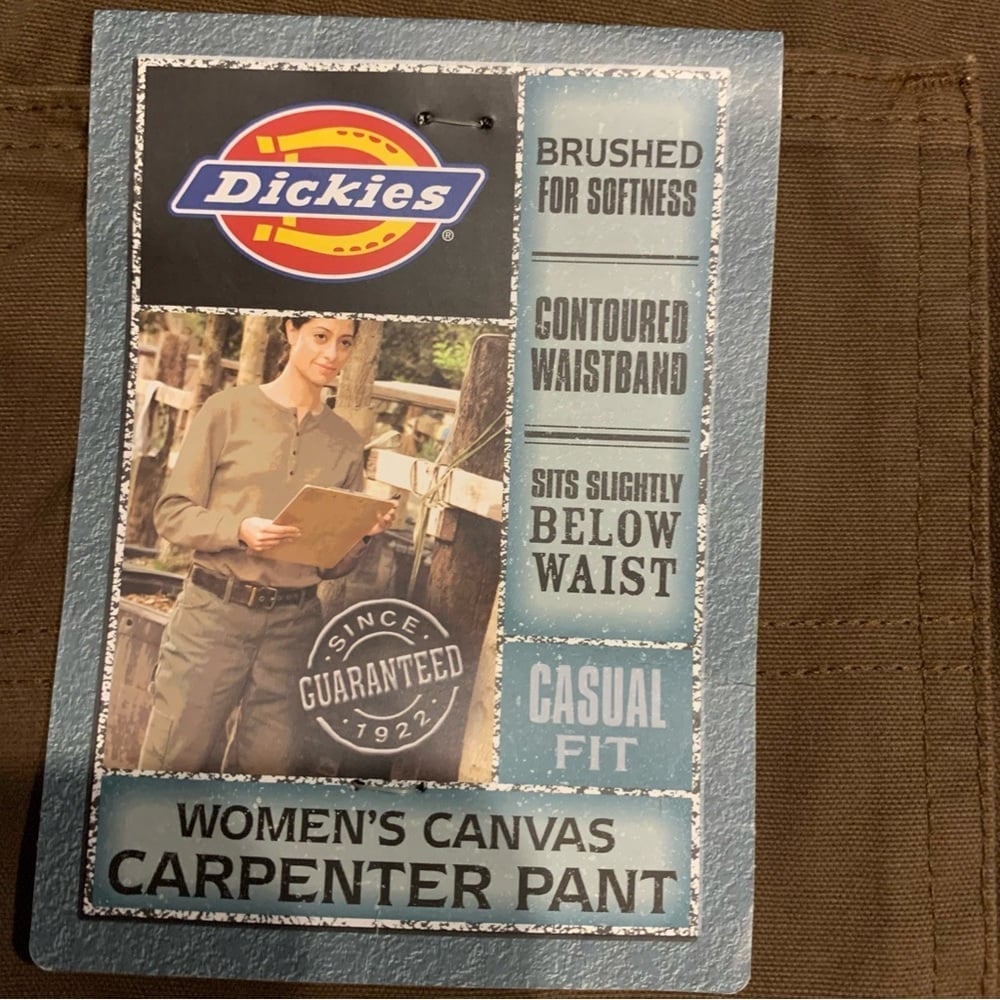 Dickies
®
BRUSHED
FOR SOFTNESS
CONTOURED
WAISTBAND
SITS SLIGHTLY
BELOW
WAIST
SINCE
GUARANTEED
1922
CASUAL
FIT
WOMEN'S CANVAS
CARPENTER PANT